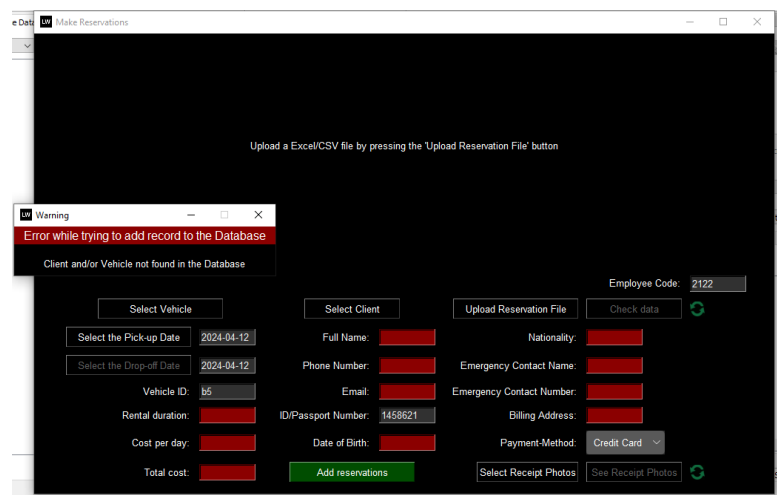 e Data
LW Make Reservations
Upload a Excel/CSV file by pressing the 'Upload Reservation File' button
LW Warning
Error while trying to add record to the Database
Client and/or Vehicle not found in the Database
Employee Code: 2122
Select Vehicle Select Client Upload Reservation File Check data
Select the Pick-up Date 2024-04-12 Full Name: Nationality:
Select the Drop-off Date 2024-04-12 Phone Number: Emergency Contact Name:
Vehicle ID: b5 Email: Emergency Contact Number:
Rental duration: ID/Passport Number: 1458621 Billing Address:
Cost per day: Date of Birth: Payment-Method: Credit Card
Total cost: Add reservations Select Receipt Photos See Receipt Photos